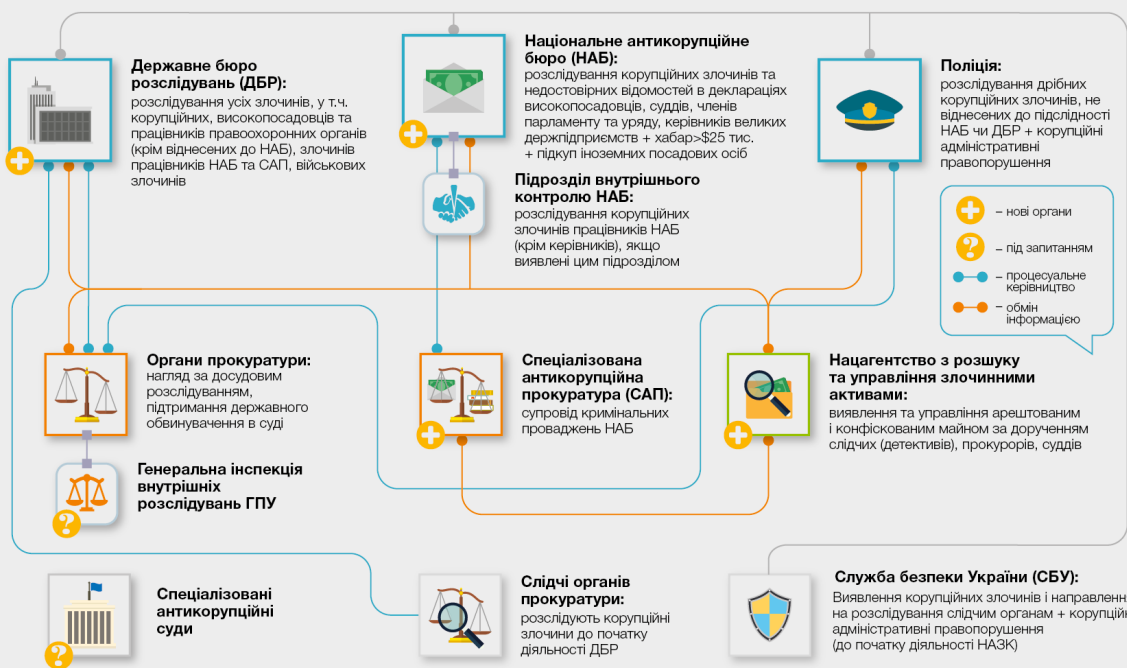 Державне бюро
розслідувань (ДБР):
розслідування усіх злочинів, у т.ч.
корупційних, високопосадовців та
працівників правоохоронних органів
(крім віднесених до НАБ), злочинів
працівників НАБ та САП, військових
злочинів
Національне антикорупційне
бюро (НАБ):
розслідування корупційних злочинів та
недостовірних відомостей в деклараціях
високопосадовців, суддів, членів
парламенту та уряду, керівників великих
держпідприємств + хабар>$25 тис.
+ підкуп іноземних посадових осіб
Підрозділ внутрішнього
контролю НАБ:
розслідування корупційних
злочинів працівників НАБ
(крім керівників), якщо
виявлені цим підрозділом
Поліція:
розслідування дрібних
корупційних злочинів, не
віднесених до підслідності
НАБ чи ДБР + корупційні
адміністративні
правопорушення
– нові органи
– під запитанням
– процесуальне
керівництво
– обмін
інформацією
Органи прокуратури:
нагляд за досудовим
розслідуванням,
підтримання державного
обвинувачення в суді
Генеральна інспекція
внутрішніх
розслідувань ГПУ
Спеціалізована
антикорупційна
прокуратура (САП):
супровід кримінальних
проваджень НАБ
Нацагентство з розшуку
та управління злочинними
активами:
виявлення та управління арештованим
і конфіскованим майном за дорученням
слідчих (детективів), прокурорів, суддів
Спеціалізовані
антикорупційні
суди
Слідчі органів
прокуратури:
розслідують корупційні
злочини до початку
діяльності ДБР
Служба безпеки України (СБУ):
Виявлення корупційних злочинів і направленн
на розслідування слідчим органам + корупційн
адміністративні правопорушення
(до початку діяльності НАЗК)